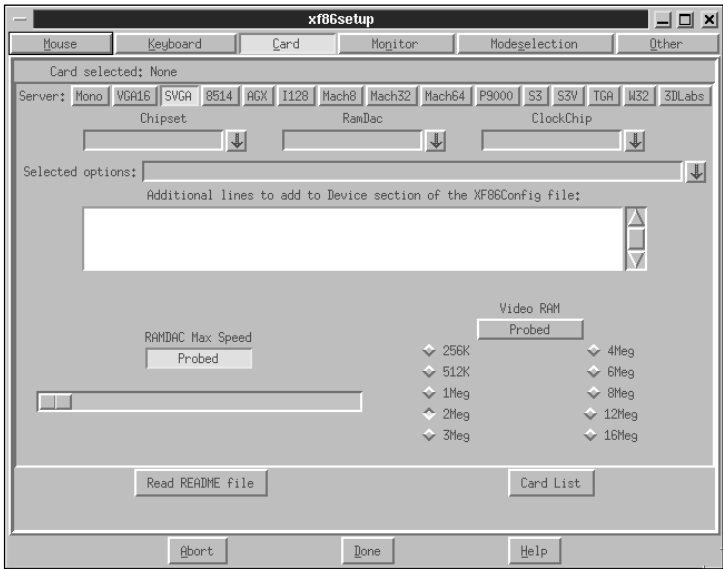 xf86setup
Mouse Keyboard Card Monitor Modeselection Other
Card selected: None
Server: Mono VGA16 SVGA 8514 AGX I128 Mach8 Mach32 Mach64 P9000 S3 S3V TGA W32 3DLabs
Chipset RamDac ClockChip
Selected options:
Additional lines to add to Device section of the XF86Config file:
Video RAM
Probed
RAMDAC Max Speed
Probed
256K 4Meg
512K 6Meg
1Meg 8Meg
2Meg 12Meg
3Meg 16Meg
Read README file Card List
Abort Done Help